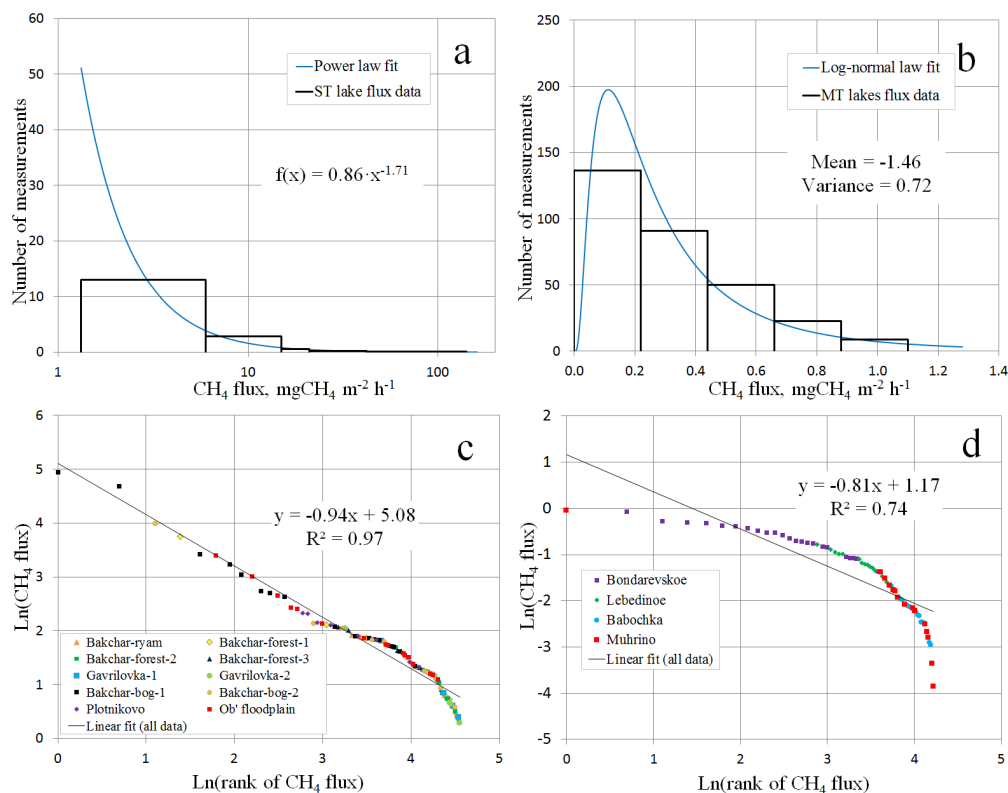 a
60
50
40
30
20
10
0
Number of measurements
Power law fit
ST lake flux data
f(x) = 0.86·x⁻¹·⁷¹
1 10 100
CH₄ flux, mgCH₄ m⁻² h⁻¹
b
250
200
150
100
50
0
Number of measurements
Log-normal law fit
MT lakes flux data
Mean = -1.46
Variance = 0.72
0.0 0.2 0.4 0.6 0.8 1.0 1.2 1.4
CH₄ flux, mgCH₄ m⁻² h⁻¹
c
6
5
4
3
2
1
0
Ln(CH₄ flux)
y = -0.94x + 5.08
R² = 0.97
Bakchar-ryam
Bakchar-forest-1
Bakchar-forest-2
Bakchar-forest-3
Gavrilovka-1
Gavrilovka-2
Bakchar-bog-1
Bakchar-bog-2
Plotnikovo
Ob' floodplain
Linear fit (all data)
0 1 2 3 4 5
Ln(rank of CH₄ flux)
d
2
1
0
-1
-2
-3
-4
-5
Ln(CH₄ flux)
y = -0.81x + 1.17
R² = 0.74
Bondarevskoe
Lebedinoe
Babochka
Muhrino
Linear fit (all data)
0 1 2 3 4 5
Ln(rank of CH₄ flux)